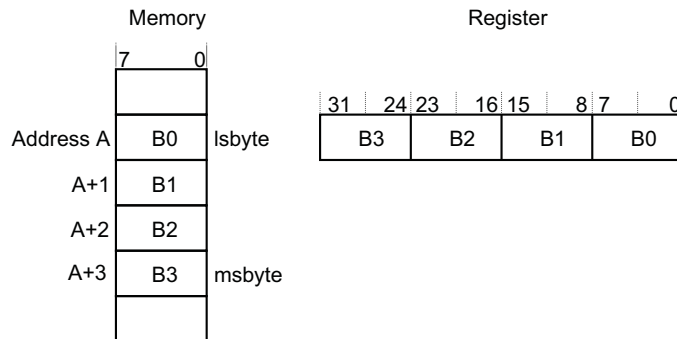 Memory
Register
7 0
31 24 23 16 15 8 7 0
Address A B0 lsbyte
B3 B2 B1 B0
A+1 B1
A+2 B2
A+3 B3 msbyte